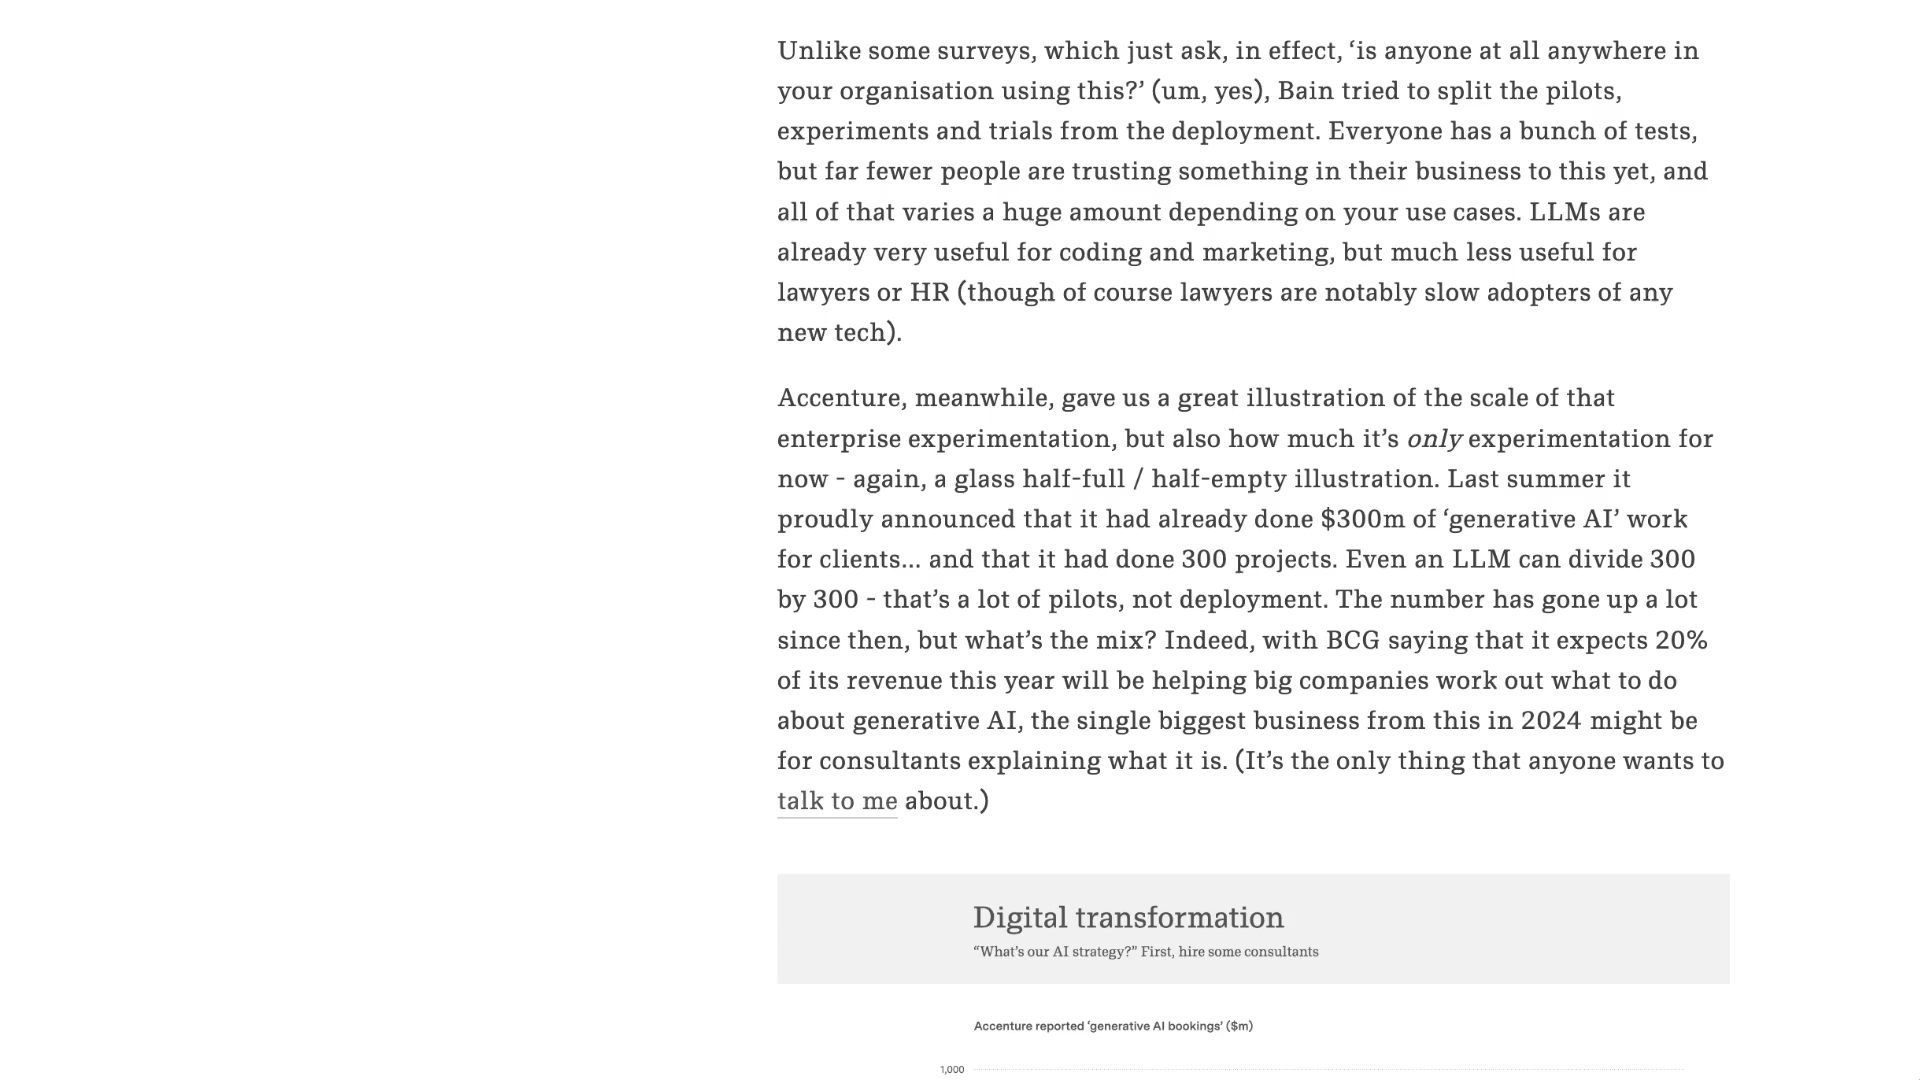 Unlike some surveys, which just ask, in effect, ‘is anyone at all anywhere in
your organisation using this?’ (um, yes), Bain tried to split the pilots,
experiments and trials from the deployment. Everyone has a bunch of tests,
but far fewer people are trusting something in their business to this yet, and
all of that varies a huge amount depending on your use cases. LLMs are
already very useful for coding and marketing, but much less useful for
lawyers or HR (though of course lawyers are notably slow adopters of any
new tech).
Accenture, meanwhile, gave us a great illustration of the scale of that
enterprise experimentation, but also how much it’s only experimentation for
now - again, a glass half-full / half-empty illustration. Last summer it
proudly announced that it had already done $300m of ‘generative AI’ work
for clients... and that it had done 300 projects. Even an LLM can divide 300
by 300 - that’s a lot of pilots, not deployment. The number has gone up a lot
since then, but what’s the mix? Indeed, with BCG saying that it expects 20%
of its revenue this year will be helping big companies work out what to do
about generative AI, the single biggest business from this in 2024 might be
for consultants explaining what it is. (It’s the only thing that anyone wants to
talk to me about.)
Digital transformation
“What’s our AI strategy?” First, hire some consultants
Accenture reported ‘generative AI bookings’ ($m)
1,000